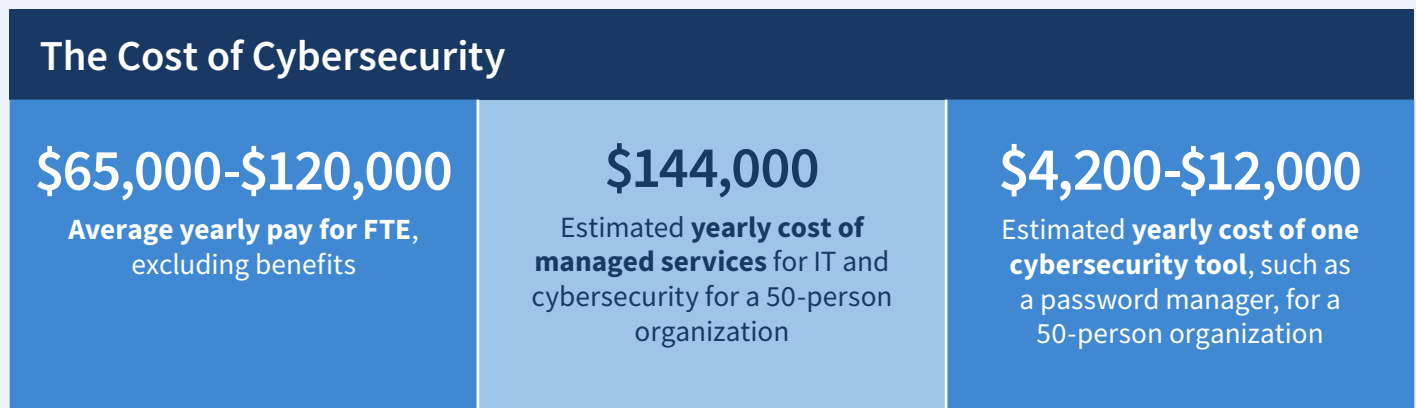 The Cost of Cybersecurity
$65,000-$120,000
Average yearly pay for FTE,
excluding benefits
$144,000
Estimated yearly cost of
managed services for IT and
cybersecurity for a 50-person
organization
$4,200-$12,000
Estimated yearly cost of one
cybersecurity tool, such as
a password manager, for a
50-person organization